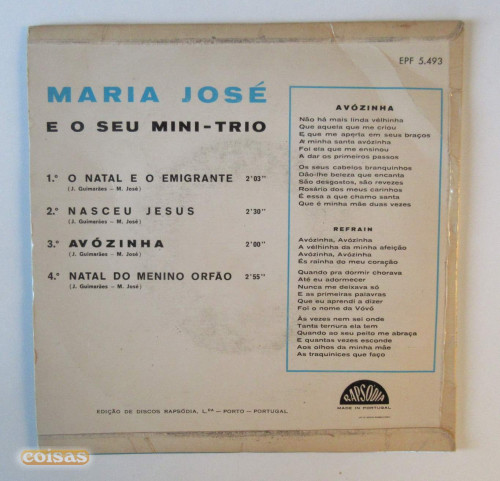 EPF 5.493
MARIA JOSÉ
E O SEU MINI-TRIO
1.º O NATAL E O EMIGRANTE 2'03"
(J. Guimarães — M. José)
2.º NASCEU JESUS 2'30"
(J. Guimarães — M. José)
3.º AVÓZINHA 2'00"
(J. Guimarães — M. José)
4.º NATAL DO MENINO ORFÃO 2'55"
(J. Guimarães — M. José)
AVÓZINHA
Não há mais linda vèlhinha
Que aquela que me criou
E que me aperta em seus braços
A minha santa avózinha
Foi ela que me ensinou
A dar os primeiros passos
Os seus cabelos branquinhos
Dão-lhe beleza que encanta
São desgostos, são revezes
Rosário dos meus carinhos
E essa a que chamo santa
Que é minha mãe duas vezes
REFRAIN
Avózinha, Avózinha
A vèlhinha da minha afeição
Avózinha, Avózinha
És rainha do meu coração
Quando pra dormir chorava
Até eu adormecer
Nunca me deixava só
E as primeiras palavras
Que eu aprendi a dizer
Foi o nome da Vóvó
Às vezes nem sei onde
Tanta ternura ela tem
Quando ao seu peito me abraça
E quantas vezes esconde
Aos olhos da minha mãe
As traquinices que faço
RAPSÓDIA
MADE IN PORTUGAL
EDIÇÃO DE DISCOS RAPSÓDIA, L.da — PORTO — PORTUGAL
coisas